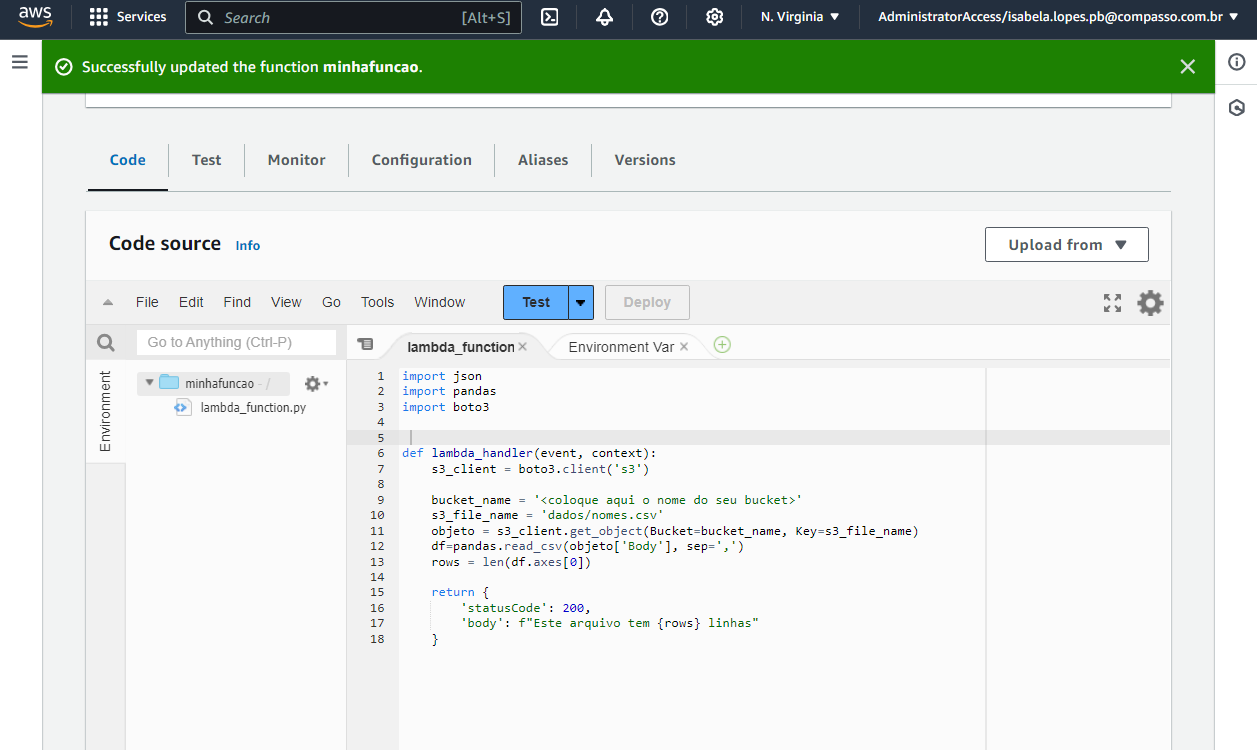 aws Services Search [Alt+S] N. Virginia AdministratorAccess/isabela.lopes.pb@compasso.com.br
Successfully updated the function minhafuncao.
Code Test Monitor Configuration Aliases Versions
Code source Info Upload from
File Edit Find View Go Tools Window Test Deploy
Go to Anything (Ctrl-P) lambda_function Environment Var
Environment
minhafuncao - /
lambda_function.py
1 import json
2 import pandas
3 import boto3
4
5
6 def lambda_handler(event, context):
7 s3_client = boto3.client('s3')
8
9 bucket_name = '<coloque aqui o nome do seu bucket>'
10 s3_file_name = 'dados/nomes.csv'
11 objeto = s3_client.get_object(Bucket=bucket_name, Key=s3_file_name)
12 df=pandas.read_csv(objeto['Body'], sep=',')
13 rows = len(df.axes[0])
14
15 return {
16 'statusCode': 200,
17 'body': f"Este arquivo tem {rows} linhas"
18 }